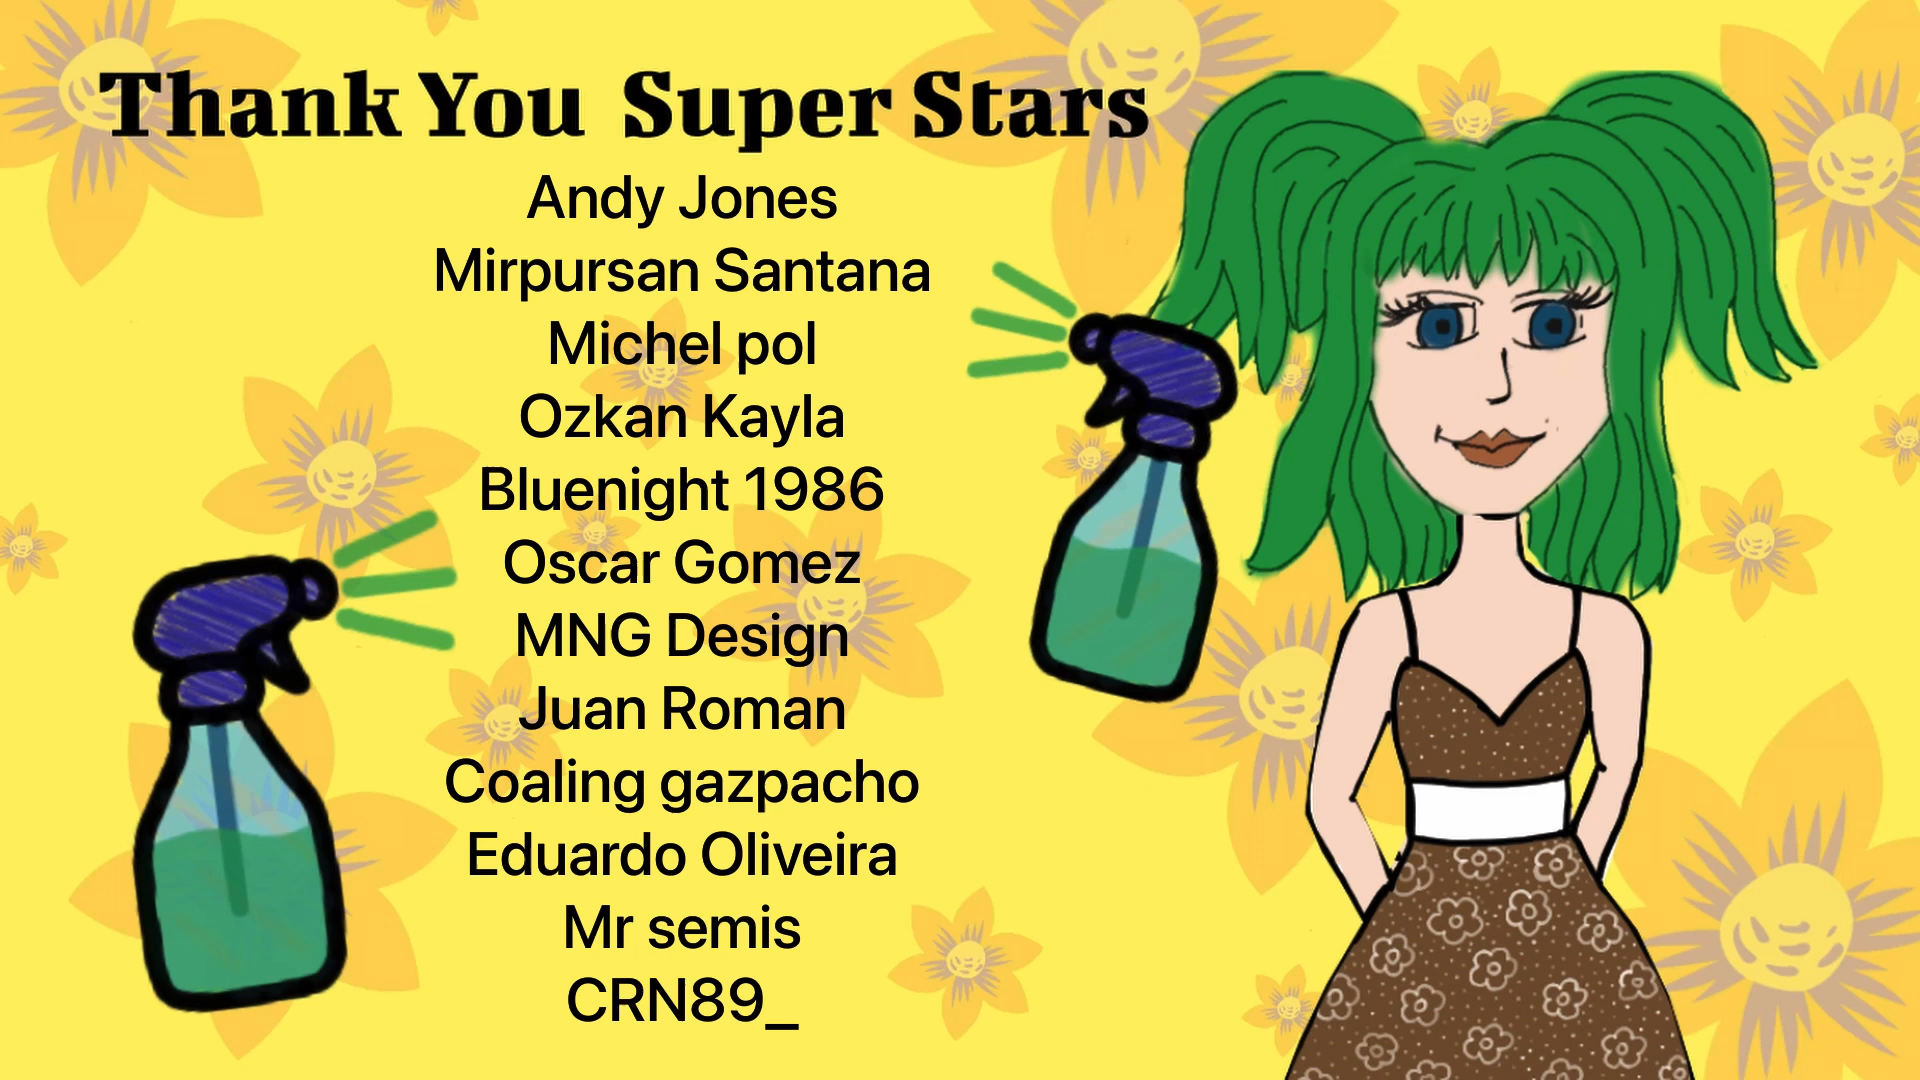 Thank You Super Stars
Andy Jones
Mirpursan Santana
Michel pol
Ozkan Kayla
Bluenight 1986
Oscar Gomez
MNG Design
Juan Roman
Coaling gazpacho
Eduardo Oliveira
Mr semis
CRN89_